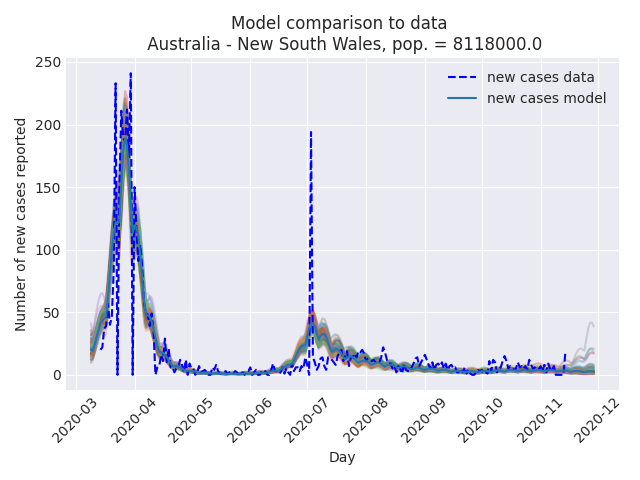 Model comparison to data
Australia - New South Wales, pop. = 8118000.0
new cases data
new cases model
Number of new cases reported
250
200
150
100
50
0
2020-03
2020-04
2020-05
2020-06
2020-07
2020-08
2020-09
2020-10
2020-11
2020-12
Day